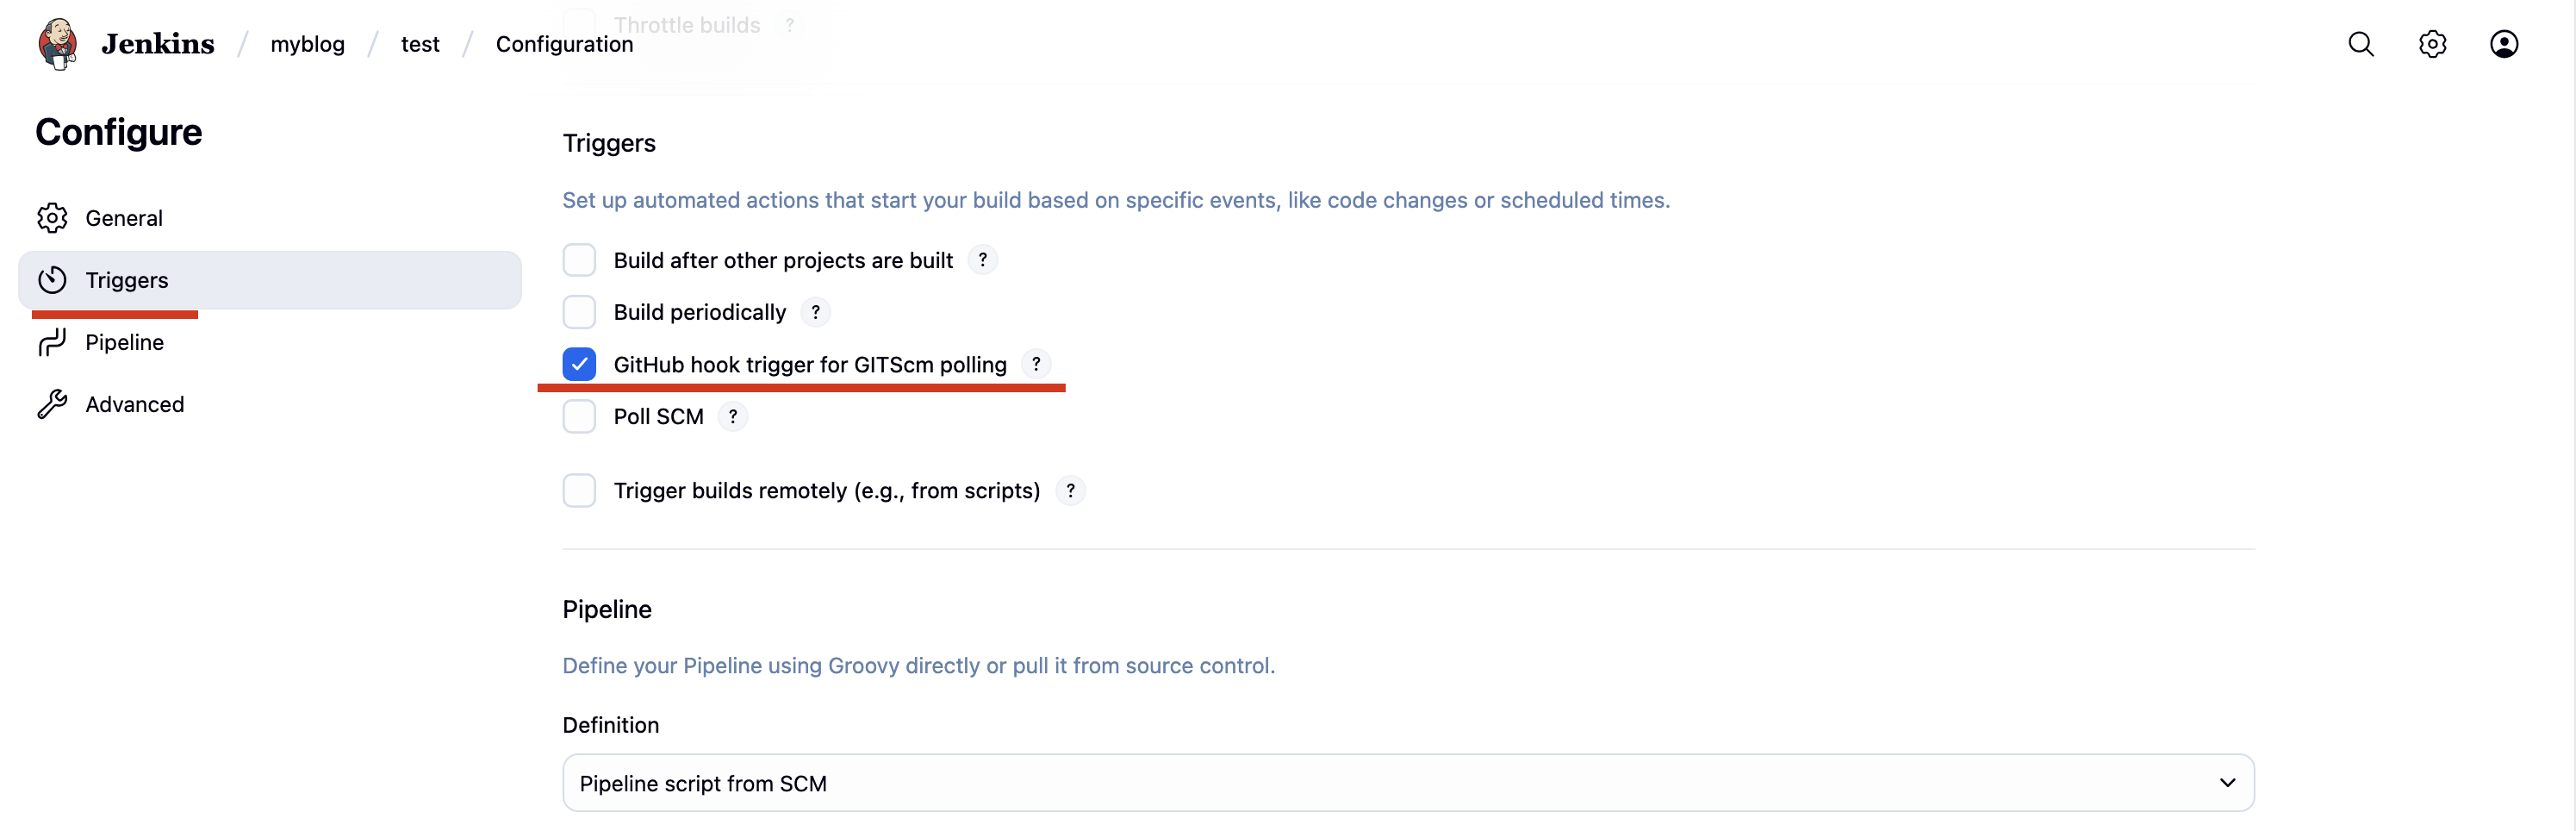 Throttle builds ?
Jenkins / myblog / test / Configuration
Configure
General
Triggers
Pipeline
Advanced
Triggers
Set up automated actions that start your build based on specific events, like code changes or scheduled times.
Build after other projects are built ?
Build periodically ?
GitHub hook trigger for GITScm polling ?
Poll SCM ?
Trigger builds remotely (e.g., from scripts) ?
Pipeline
Define your Pipeline using Groovy directly or pull it from source control.
Definition
Pipeline script from SCM